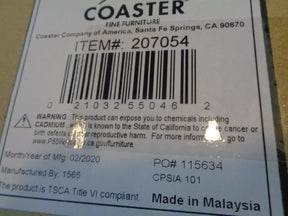 COASTER
FINE FURNITURE
Coaster Company of America, Santa Fe Springs, CA 90670
ITEM#: 207054
0 21032 55046 2
WARNING: This product can expose you to chemicals including
CADMIUM which is known to the State of California to cause cancer or
birth defects or other reproductive harm. For more information, go to
www.P65Warnings.ca.gov/furniture.
Month/Year of Mfg: 02/2020
PO# 115634
Manufactured By: 1565
CPSIA 101
The product is TSCA Title VI compliant.
Made in Malaysia